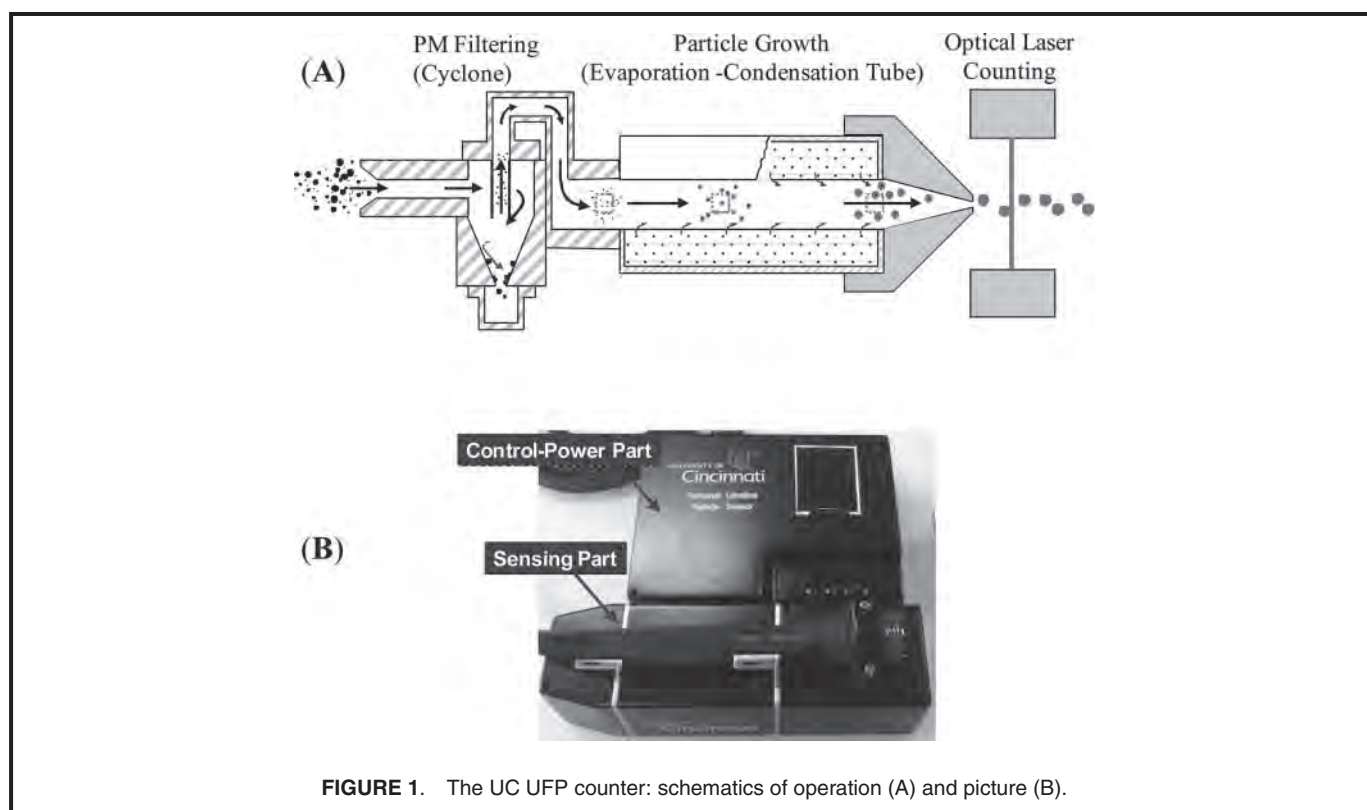 (A)
PM Filtering
(Cyclone)
Particle Growth
(Evaporation -Condensation Tube)
Optical Laser
Counting
(B)
Control-Power Part
Sensing Part
Cincinnati
FIGURE 1. The UC UFP counter: schematics of operation (A) and picture (B).